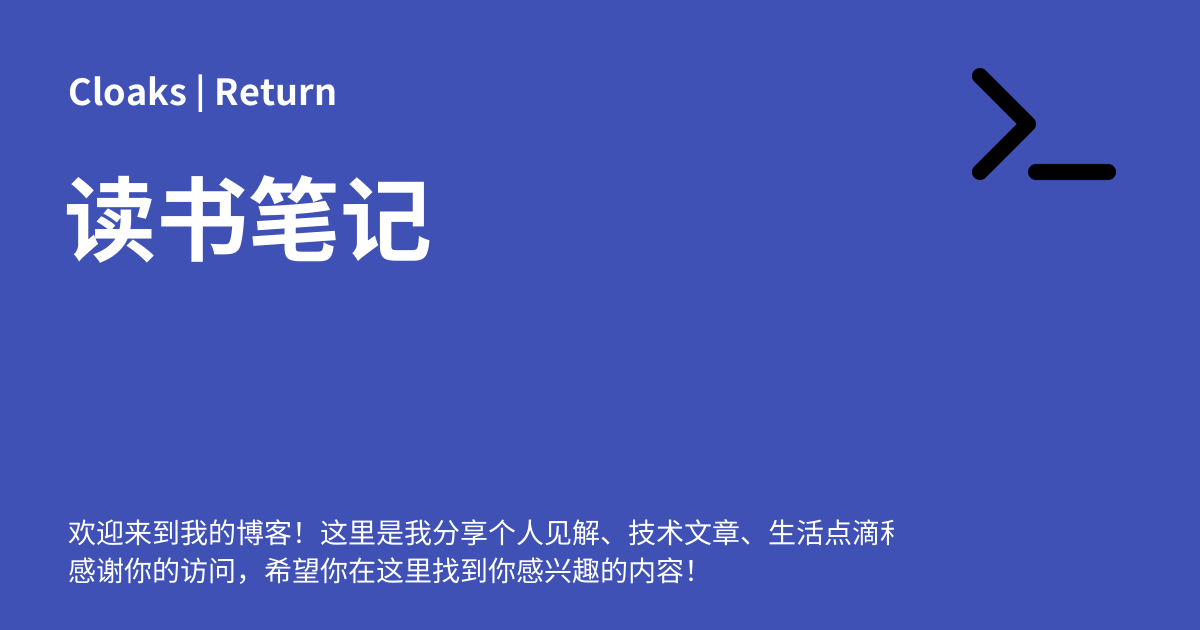 Cloaks | Return
读书笔记
欢迎来到我的博客！这里是我分享个人见解、技术文章、生活点滴
感谢你的访问，希望你在这里找到你感兴趣的内容！